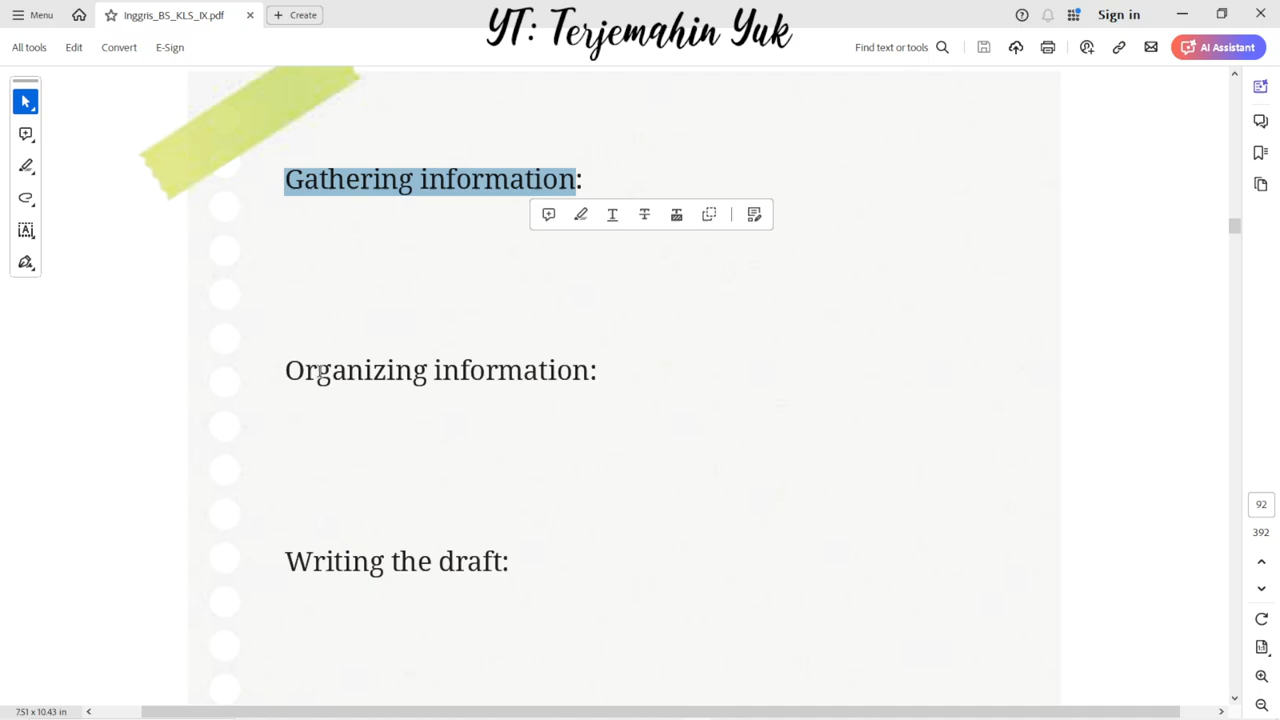 Menu
Inggris_BS_KLS_IX.pdf
Create
YT: Terjemahin Yuk
Sign in
All tools
Edit
Convert
E-Sign
Find text or tools
AI Assistant
Gathering information:
Organizing information:
Writing the draft:
92
392
7.51 x 10.43 in